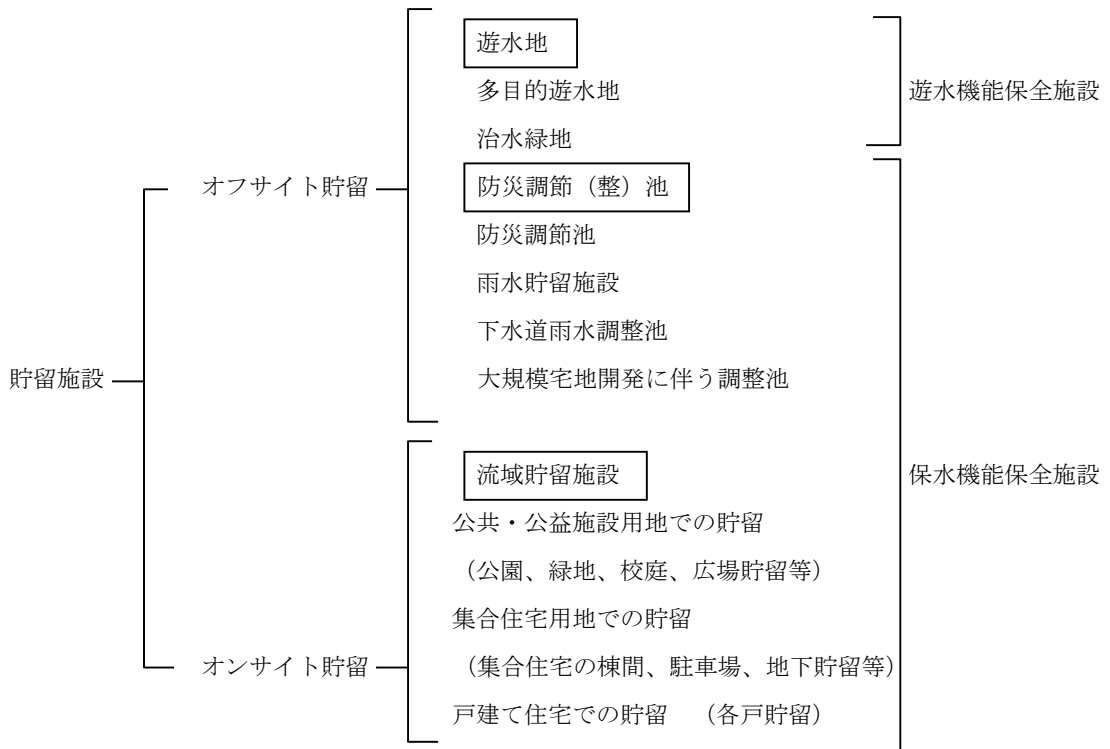 遊水地
多目的遊水地
遊水機能保全施設
治水緑地
オフサイト貯留
防災調節（整）池
防災調節池
雨水貯留施設
下水道雨水調整池
貯留施設
大規模宅地開発に伴う調整池
流域貯留施設
保水機能保全施設
公共・公益施設用地での貯留
（公園、緑地、校庭、広場貯留等）
集合住宅用地での貯留
オンサイト貯留
（集合住宅の棟間、駐車場、地下貯留等）
戸建て住宅での貯留　（各戸貯留）